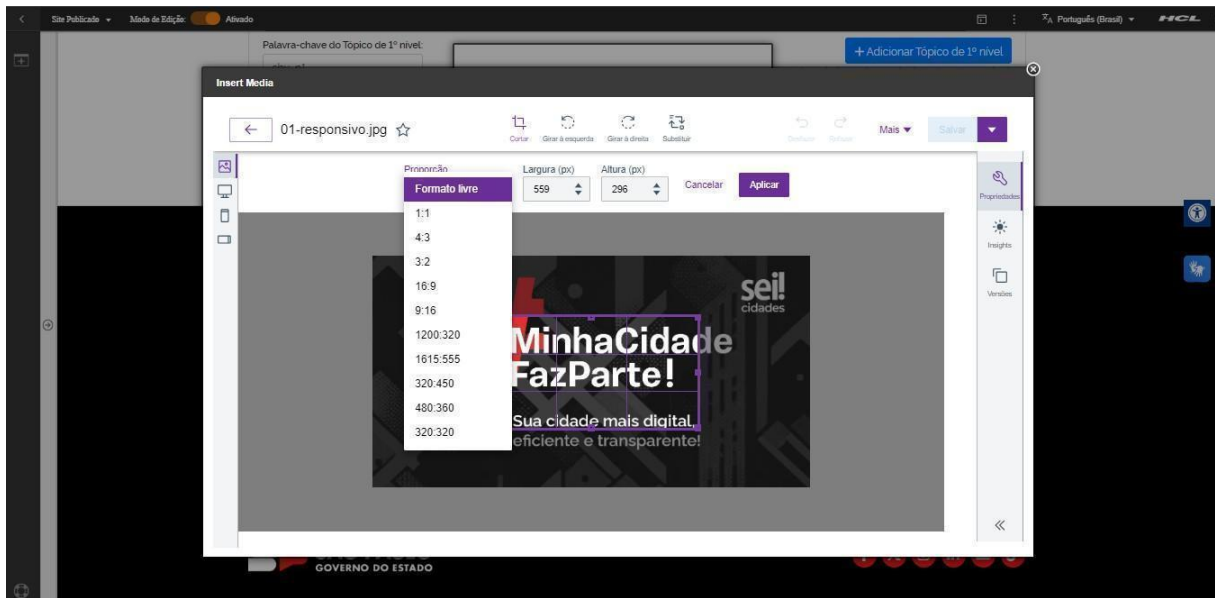 Site Publicado
Modo de Edição:
Ativado
Português (Brasil)
HCL
Palavra-chave do Tópico de 1º nível:
+ Adicionar Tópico de 1º nível
Insert Media
01-responsivo.jpg
Cortar
Girar à esquerda
Girar à direita
Substituir
Desfazer
Refazer
Mais
Salvar
Proporção
Largura (px)
Altura (px)
Formato livre
559
296
Cancelar
Aplicar
1:1
4:3
3:2
16:9
9:16
1200:320
1615:555
320:450
480:360
320:320
Propriedades
Insights
Versões
sei!
cidades
MinhaCidade
FazParte!
Sua cidade mais digital,
eficiente e transparente!
GOVERNO DO ESTADO